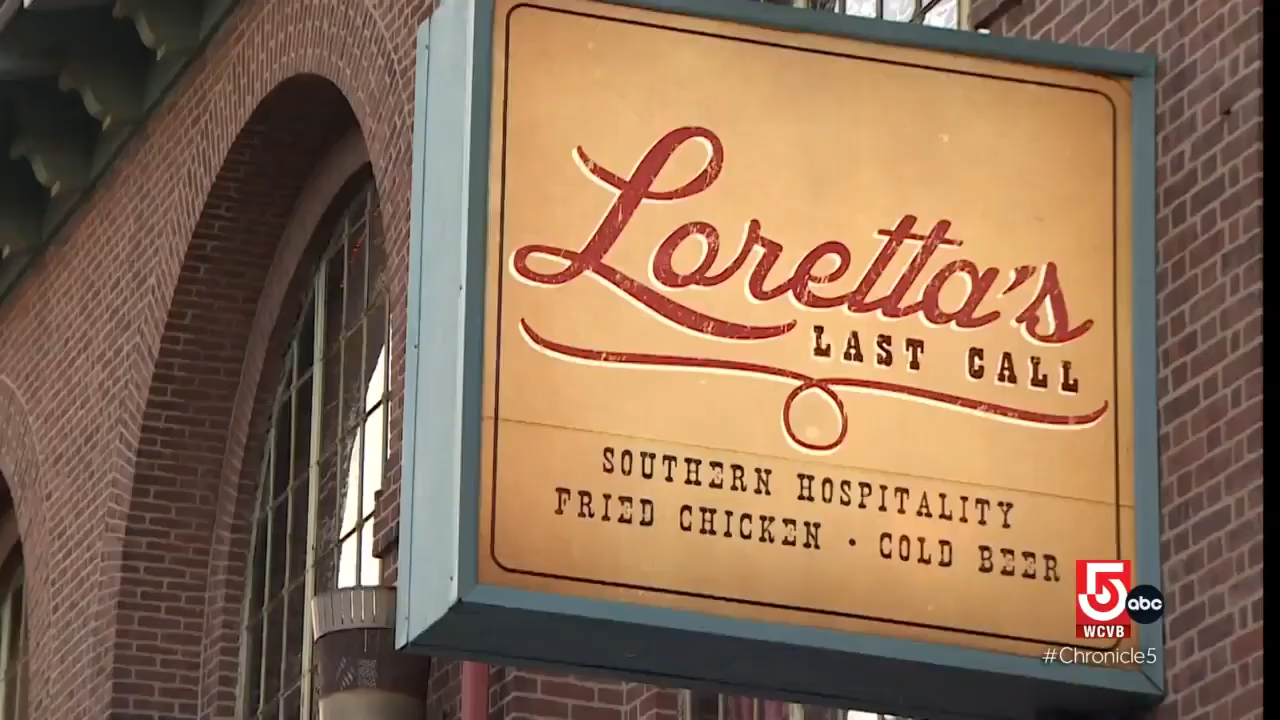 Loretta's
LAST CALL
SOUTHERN HOSPITALITY
FRIED CHICKEN · COLD BEER
5 abc
WCVB
#Chronicle5